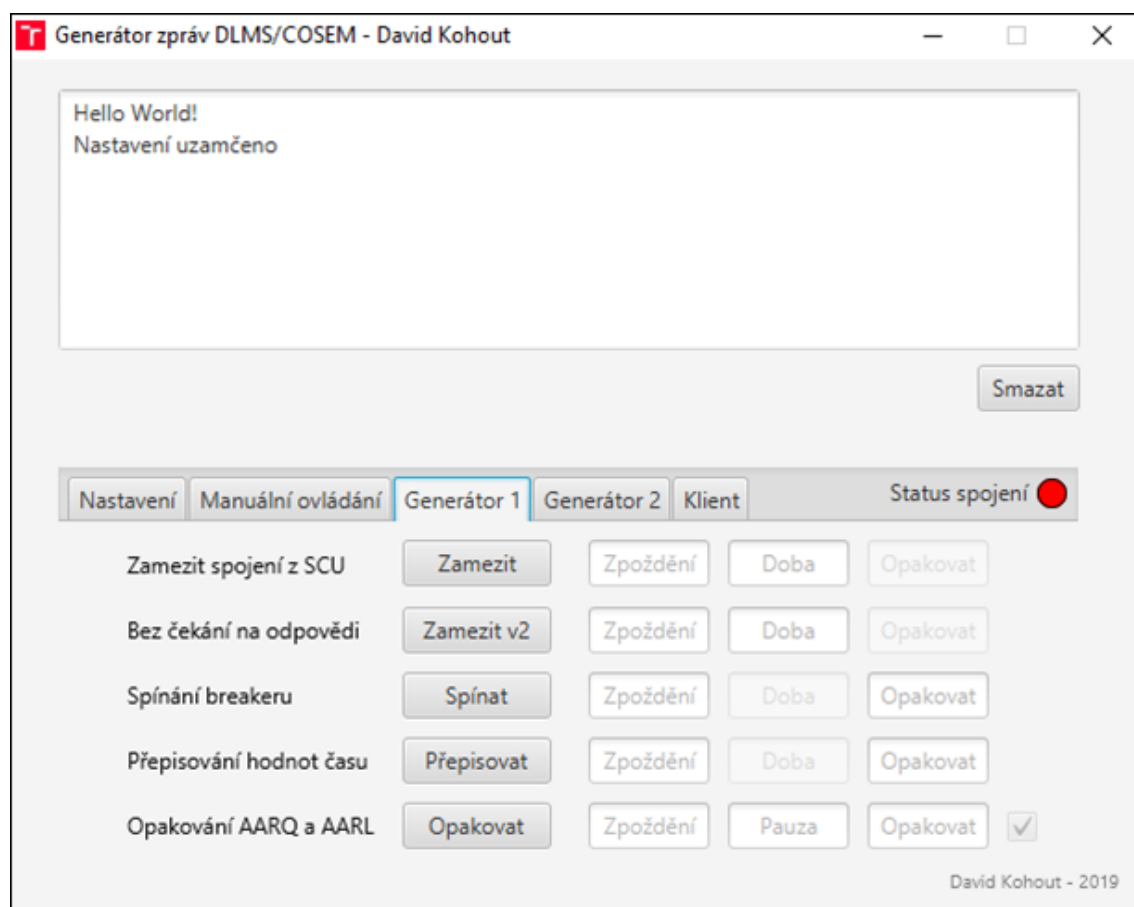 Generátor zpráv DLMS/COSEM - David Kohout
Hello World!
Nastavení uzamčeno
Smazat
Nastavení Manuální ovládání Generátor 1 Generátor 2 Klient Status spojení
Zamezit spojení z SCU Zamezit Zpoždění Doba Opakovat
Bez čekání na odpovědi Zamezit v2 Zpoždění Doba Opakovat
Spínání breakeru Spínat Zpoždění Doba Opakovat
Přepisování hodnot času Přepisovat Zpoždění Doba Opakovat
Opakování AARQ a AARL Opakovat Zpoždění Pauza Opakovat
David Kohout - 2019